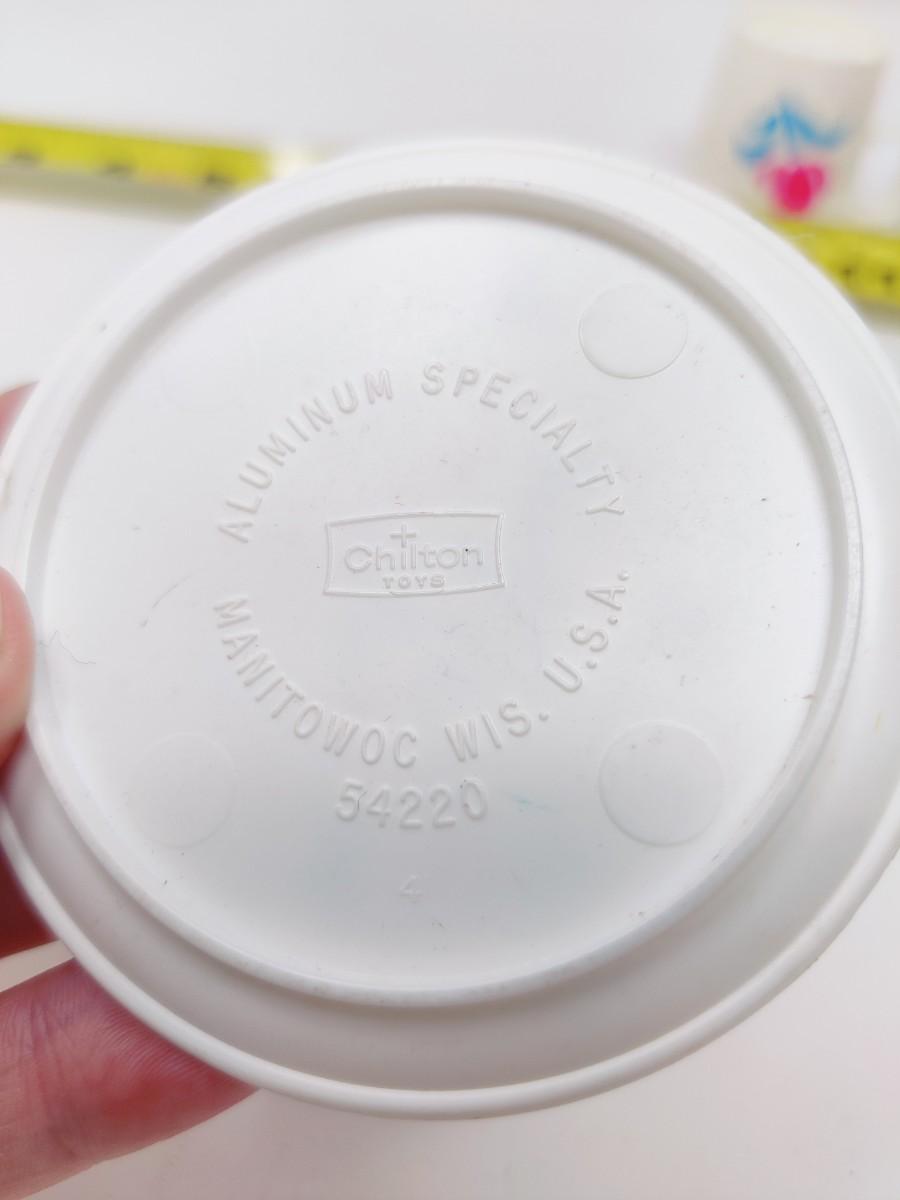 ALUMINUM SPECIALTY
Chilton
TOYS
MANITOWOC WIS. U.S.A.
54220
4